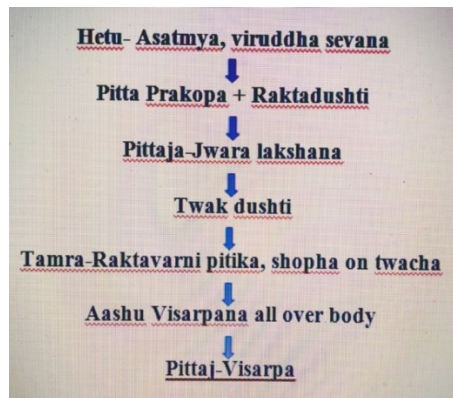 Hetu- Asatmya, viruddha sevana
Pitta Prakopa + Raktadushti
Pittaja-Jwara lakshana
Twak dushti
Tamra-Raktavarni pitika, shopha on twacha
Aashu Visarpana all over body
Pittaj-Visarpa